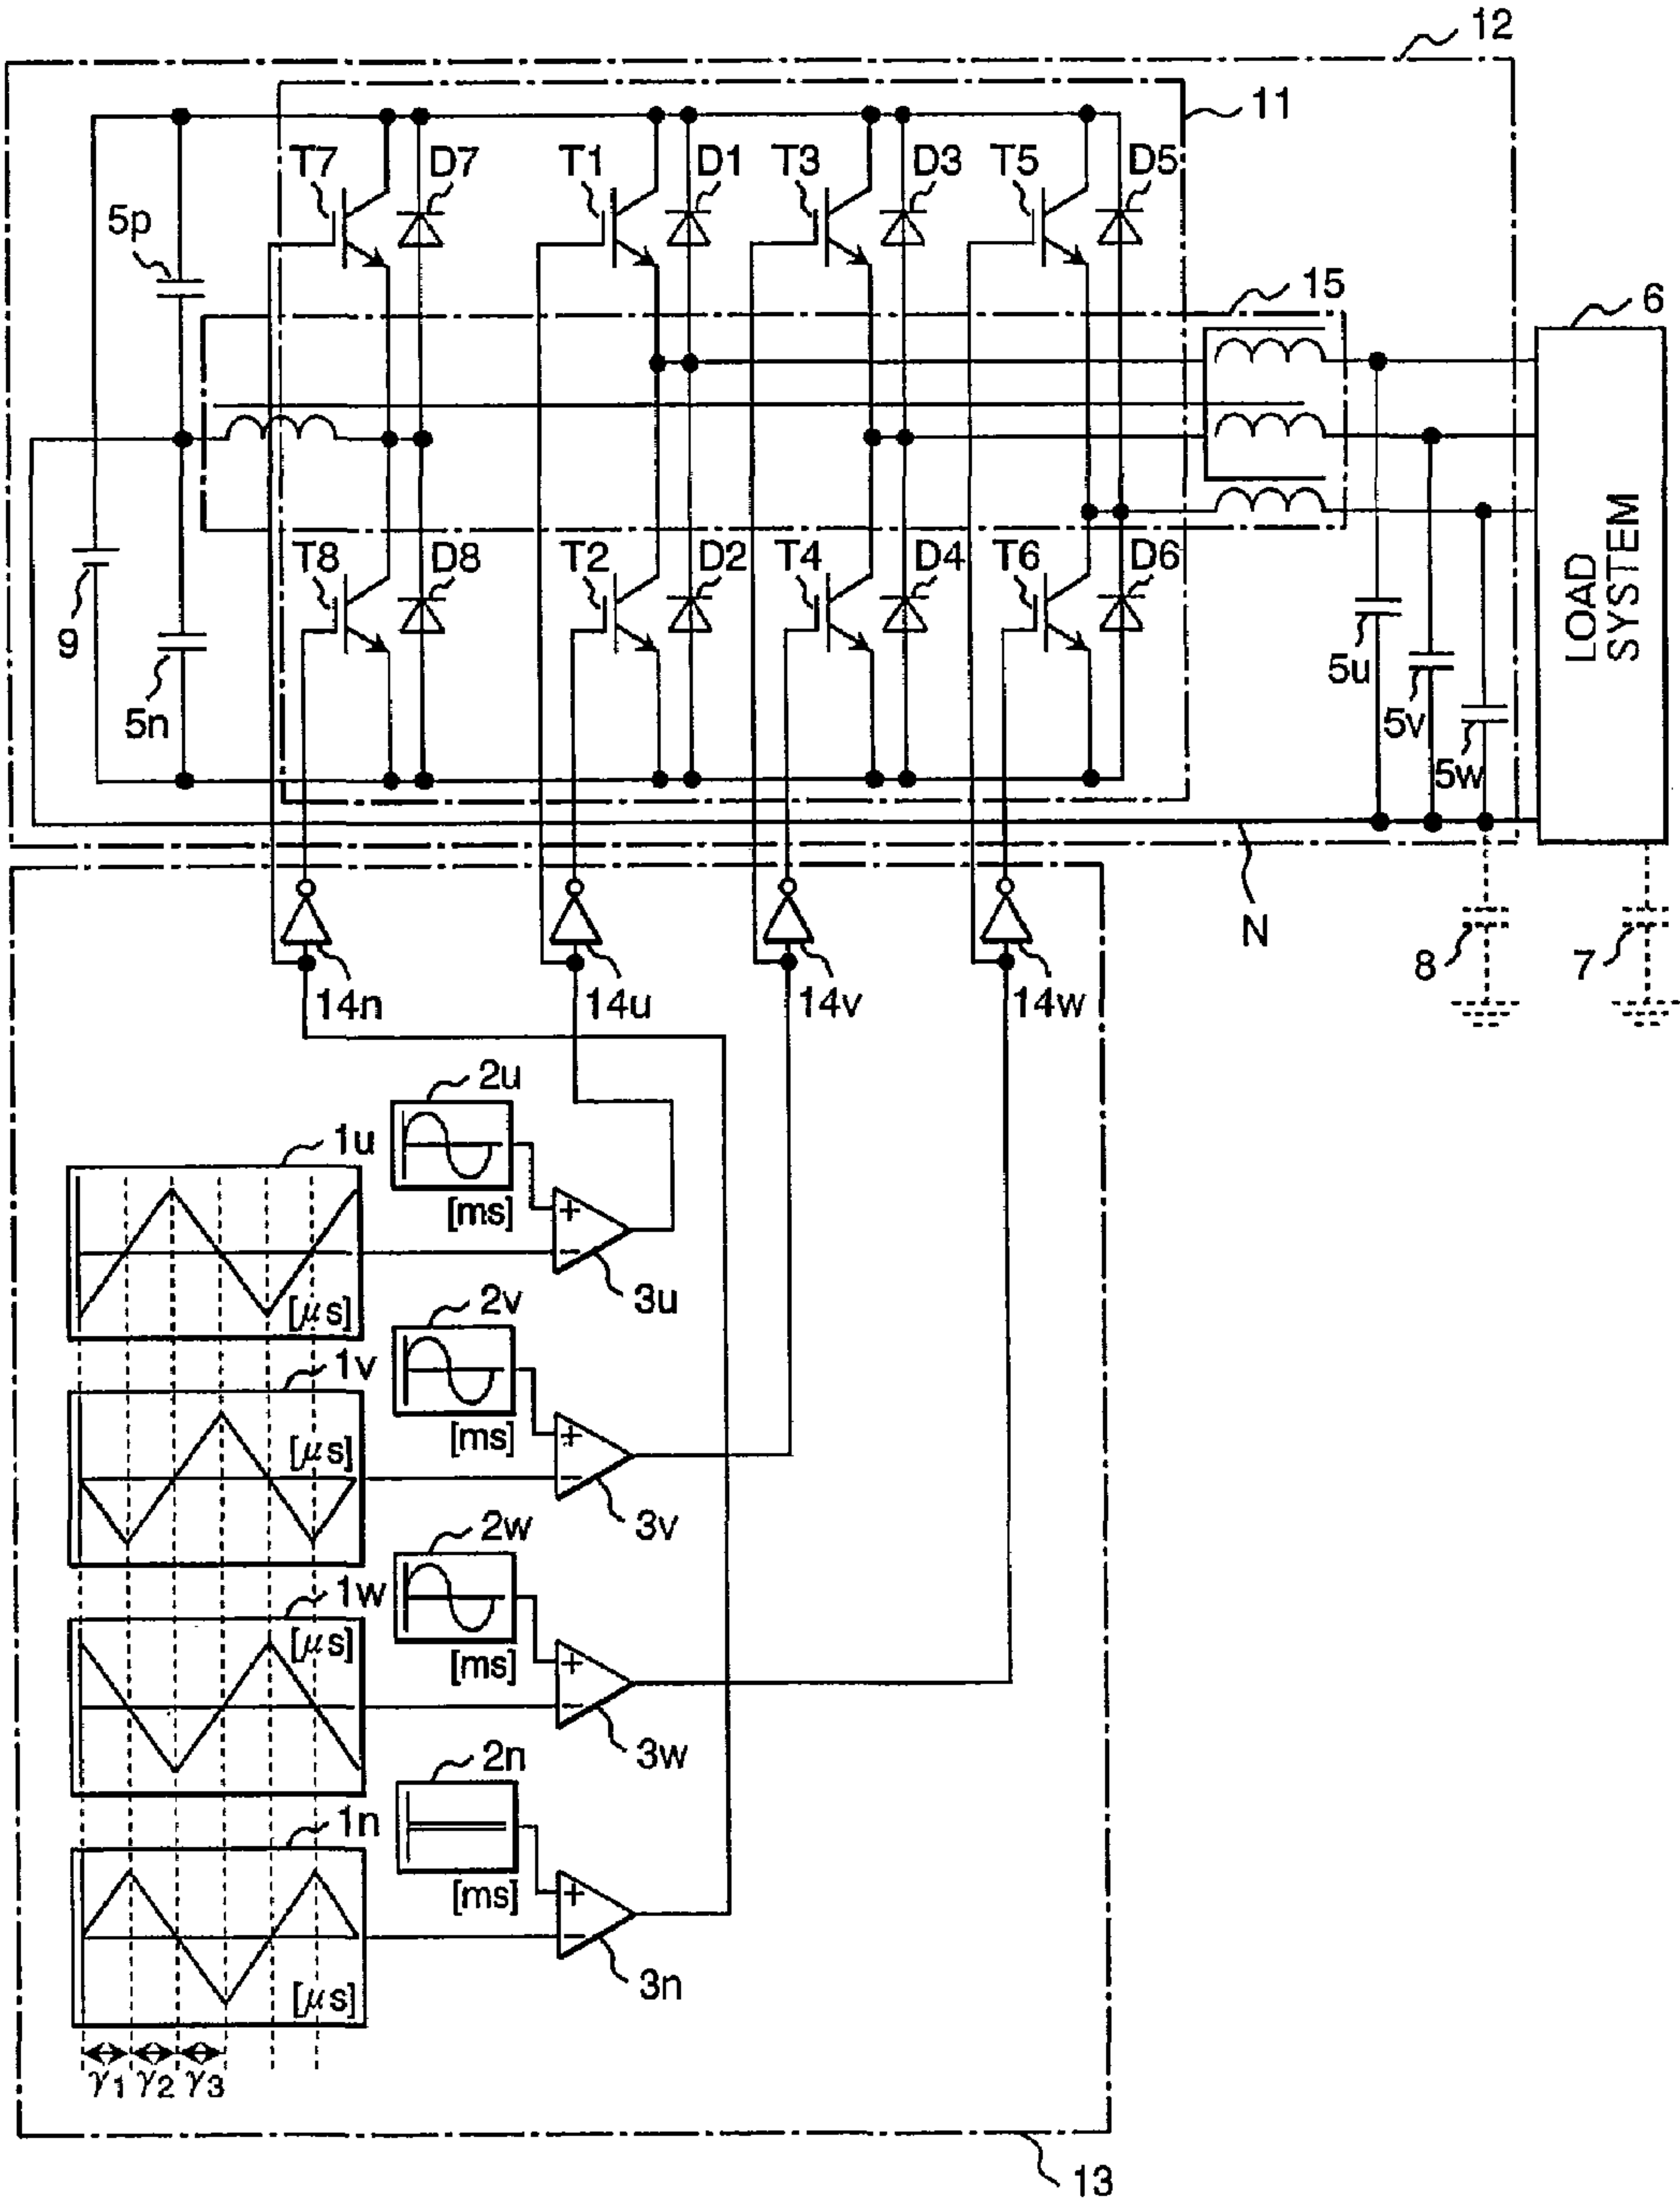 12
11
T7
D7
T1
D1
T3
D3
T5
D5
5p
15
6
LOAD
SYSTEM
T8
D8
T2
D2
T4
D4
T6
D6
9
5n
5u
5v
5w
N
8
7
14n
14u
14v
14w
2u
1u
[ms]
+
−
[μs]
3u
2v
1v
[μs]
[ms]
+
−
3v
2w
1w
[μs]
[ms]
+
−
3w
2n
1n
[ms]
+
−
[μs]
3n
γ1 γ2 γ3
13